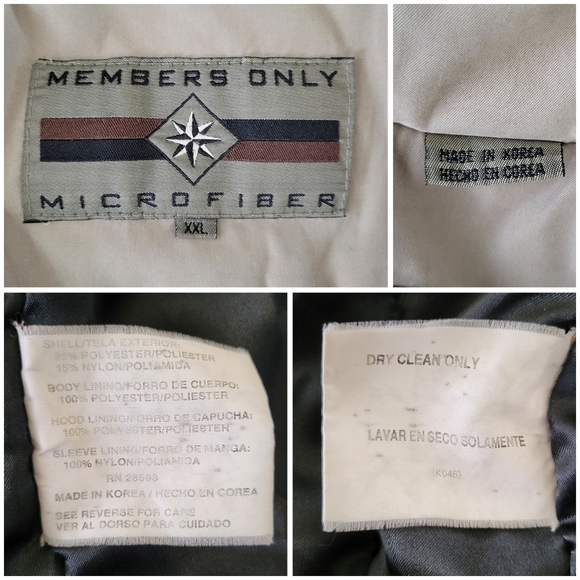 MEMBERS ONLY
MICROFIBER
XXL
MADE IN KOREA
HECHO EN COREA
SHELL/TELA EXTERIOR:
85% POLYESTER/POLIESTER
15% NYLON/POLIAMIDA
BODY LINING/FORRO DE CUERPO:
100% POLYESTER/POLIESTER
HOOD LINING/FORRO DE CAPUCHA:
100% POLYESTER/POLIESTER
SLEEVE LINING/FORRO DE MANGA:
100% NYLON/POLIAMIDA
RN 28563
MADE IN KOREA / HECHO EN COREA
SEE REVERSE FOR CARE
VER AL DORSO PARA CUIDADO
DRY CLEAN ONLY
LAVAR EN SECO SOLAMENTE
(K046)